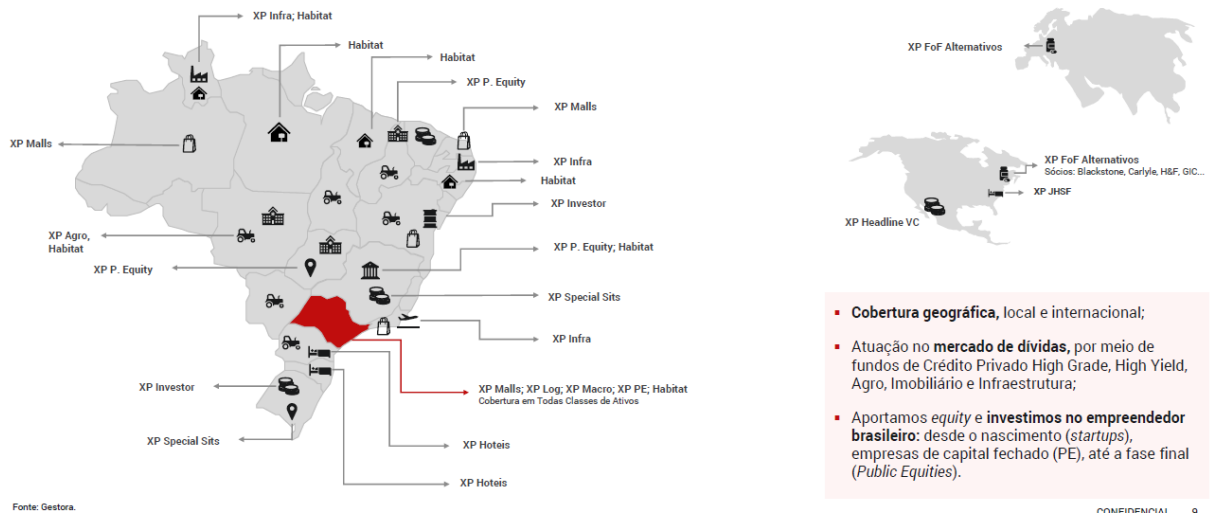 XP Infra; Habitat
Habitat
Habitat
XP P. Equity
XP Malls
XP Malls
XP Infra
Habitat
XP Investor
XP Agro,
Habitat
XP P. Equity; Habitat
XP P. Equity
XP Special Sits
XP Infra
XP Investor
XP Malls; XP Log; XP Macro; XP PE; Habitat
Cobertura em Todas Classes de Ativos
XP Special Sits
XP Hoteis
XP Hoteis
Fonte: Gestora.
XP FoF Alternativos
XP FoF Alternativos
Sócios: Blackstone, Carlyle, H&F, GIC...
XP JHSF
XP Headline VC
Cobertura geográfica, local e internacional;
Atuação no mercado de dívidas, por meio de
fundos de Crédito Privado High Grade, High Yield,
Agro, Imobiliário e Infraestrutura;
Aportamos equity e investimos no empreendedor
brasileiro: desde o nascimento (startups),
empresas de capital fechado (PE), até a fase final
(Public Equities).
CONFIDENCIAL 9